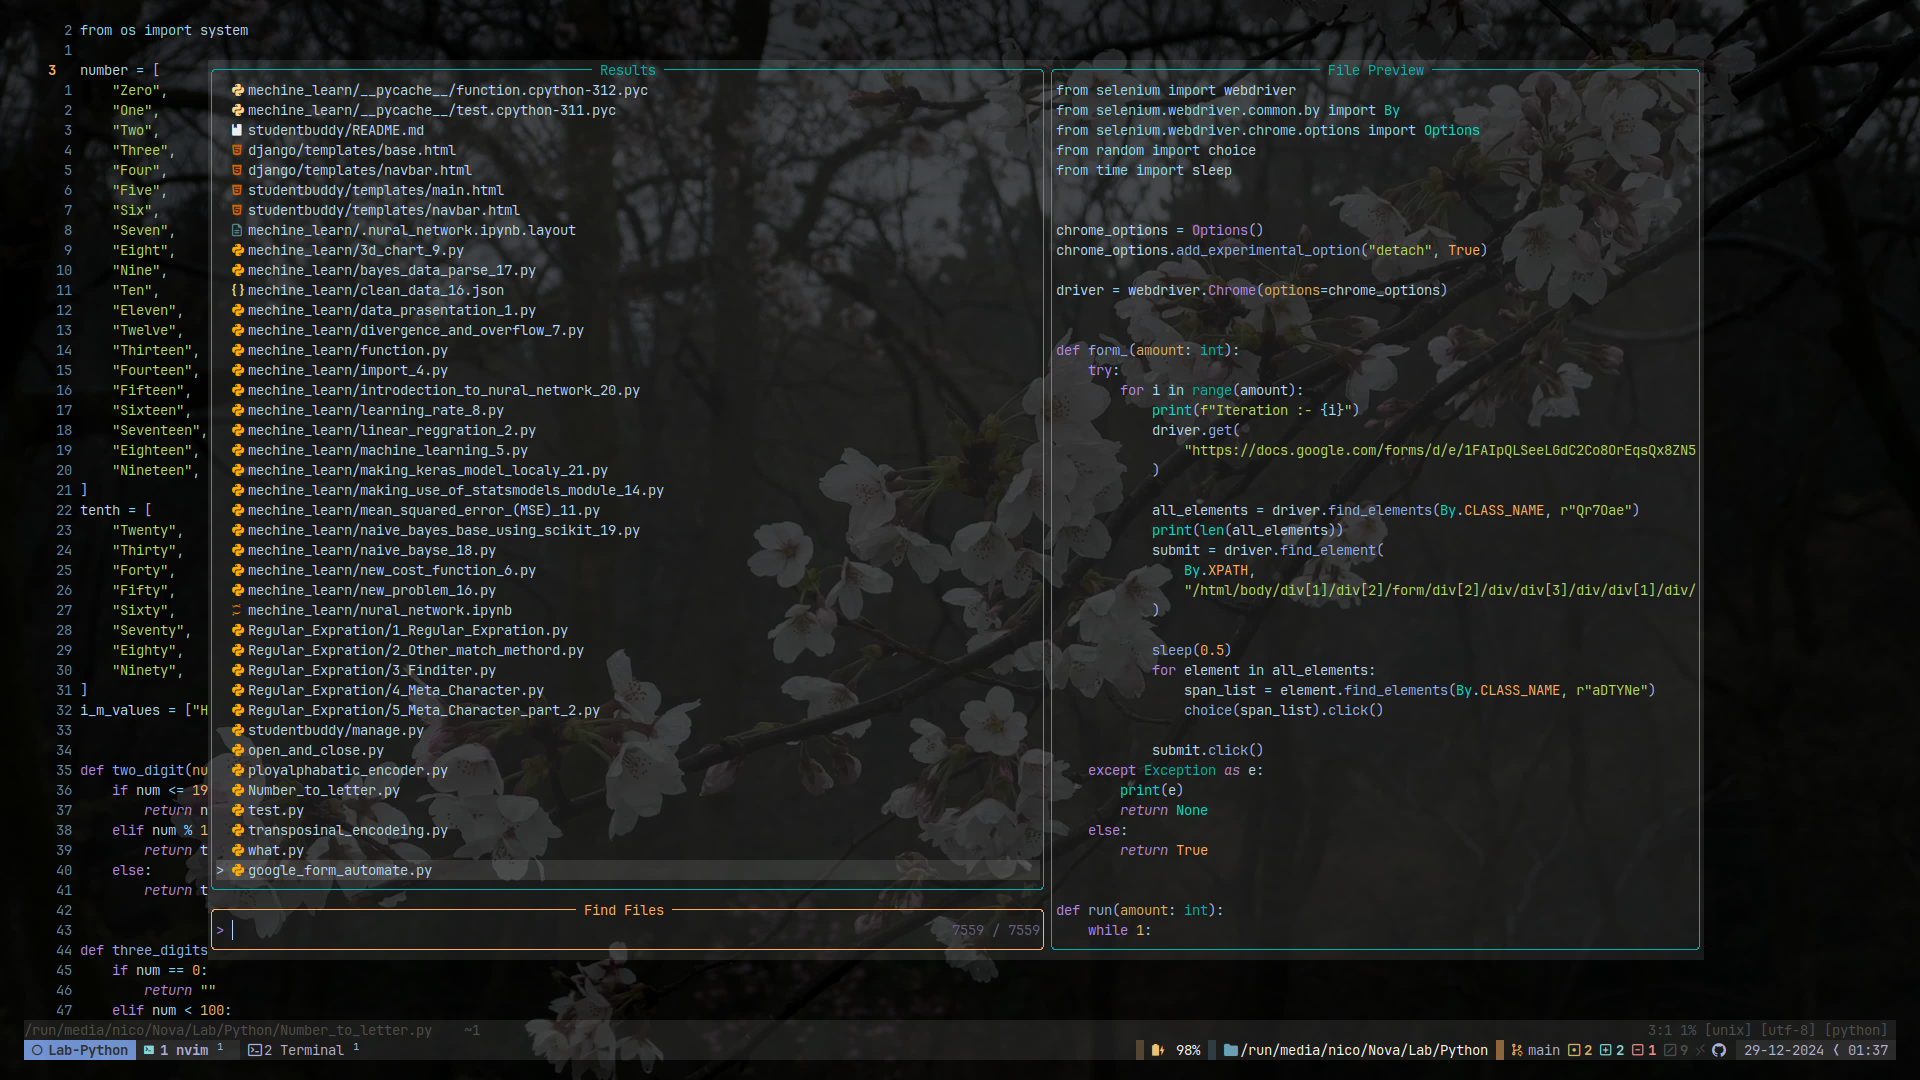 2 from os import system
1
3 number = [
1 "Zero",
2 "One",
3 "Two",
4 "Three",
5 "Four",
6 "Five",
7 "Six",
8 "Seven",
9 "Eight",
10 "Nine",
11 "Ten",
12 "Eleven",
13 "Twelve",
14 "Thirteen",
15 "Fourteen",
16 "Fifteen",
17 "Sixteen",
18 "Seventeen",
19 "Eighteen",
20 "Nineteen",
21 ]
22 tenth = [
23 "Twenty",
24 "Thirty",
25 "Forty",
26 "Fifty",
27 "Sixty",
28 "Seventy",
29 "Eighty",
30 "Ninety",
31 ]
32 i_m_values = ["H
33
34
35 def two_digit(nu
36 if num <= 19
37 return n
38 elif num % 1
39 return t
40 else:
41 return t
42
43
44 def three_digits
45 if num == 0:
46 return ""
47 elif num < 100:
Results
mechine_learn/__pycache__/function.cpython-312.pyc
mechine_learn/__pycache__/test.cpython-311.pyc
studentbuddy/README.md
django/templates/base.html
django/templates/navbar.html
studentbuddy/templates/main.html
studentbuddy/templates/navbar.html
mechine_learn/.nural_network.ipynb.layout
mechine_learn/3d_chart_9.py
mechine_learn/bayes_data_parse_17.py
{} mechine_learn/clean_data_16.json
mechine_learn/data_prasentation_1.py
mechine_learn/divergence_and_overflow_7.py
mechine_learn/function.py
mechine_learn/import_4.py
mechine_learn/introdection_to_nural_network_20.py
mechine_learn/learning_rate_8.py
mechine_learn/linear_reggration_2.py
mechine_learn/machine_learning_5.py
mechine_learn/making_keras_model_localy_21.py
mechine_learn/making_use_of_statsmodels_module_14.py
mechine_learn/mean_squared_error_(MSE)_11.py
mechine_learn/naive_bayes_base_using_scikit_19.py
mechine_learn/naive_bayse_18.py
mechine_learn/new_cost_function_6.py
mechine_learn/new_problem_16.py
mechine_learn/nural_network.ipynb
Regular_Expration/1_Regular_Expration.py
Regular_Expration/2_Other_match_methord.py
Regular_Expration/3_Finditer.py
Regular_Expration/4_Meta_Character.py
Regular_Expration/5_Meta_Character_part_2.py
studentbuddy/manage.py
open_and_close.py
ployalphabatic_encoder.py
Number_to_letter.py
test.py
transposinal_encodeing.py
what.py
> google_form_automate.py
Find Files
> 7559 / 7559
File Preview
from selenium import webdriver
from selenium.webdriver.common.by import By
from selenium.webdriver.chrome.options import Options
from random import choice
from time import sleep
chrome_options = Options()
chrome_options.add_experimental_option("detach", True)
driver = webdriver.Chrome(options=chrome_options)
def form_(amount: int):
try:
for i in range(amount):
print(f"Iteration :- {i}")
driver.get(
"https://docs.google.com/forms/d/e/1FAIpQLSeeLGdC2Co8OrEqsQx8ZN5
)
all_elements = driver.find_elements(By.CLASS_NAME, r"Qr7Oae")
print(len(all_elements))
submit = driver.find_element(
By.XPATH,
"/html/body/div[1]/div[2]/form/div[2]/div/div[3]/div/div[1]/div/
)
sleep(0.5)
for element in all_elements:
span_list = element.find_elements(By.CLASS_NAME, r"aDTYNe")
choice(span_list).click()
submit.click()
except Exception as e:
print(e)
return None
else:
return True
def run(amount: int):
while 1:
/run/media/nico/Nova/Lab/Python/Number_to_letter.py ~1 3:1 1% [unix] [utf-8] [python]
Lab-Python 1 nvim 1 2 Terminal 1 98% /run/media/nico/Nova/Lab/Python main 2 2 1 9 29-12-2024 ⟨ 01:37